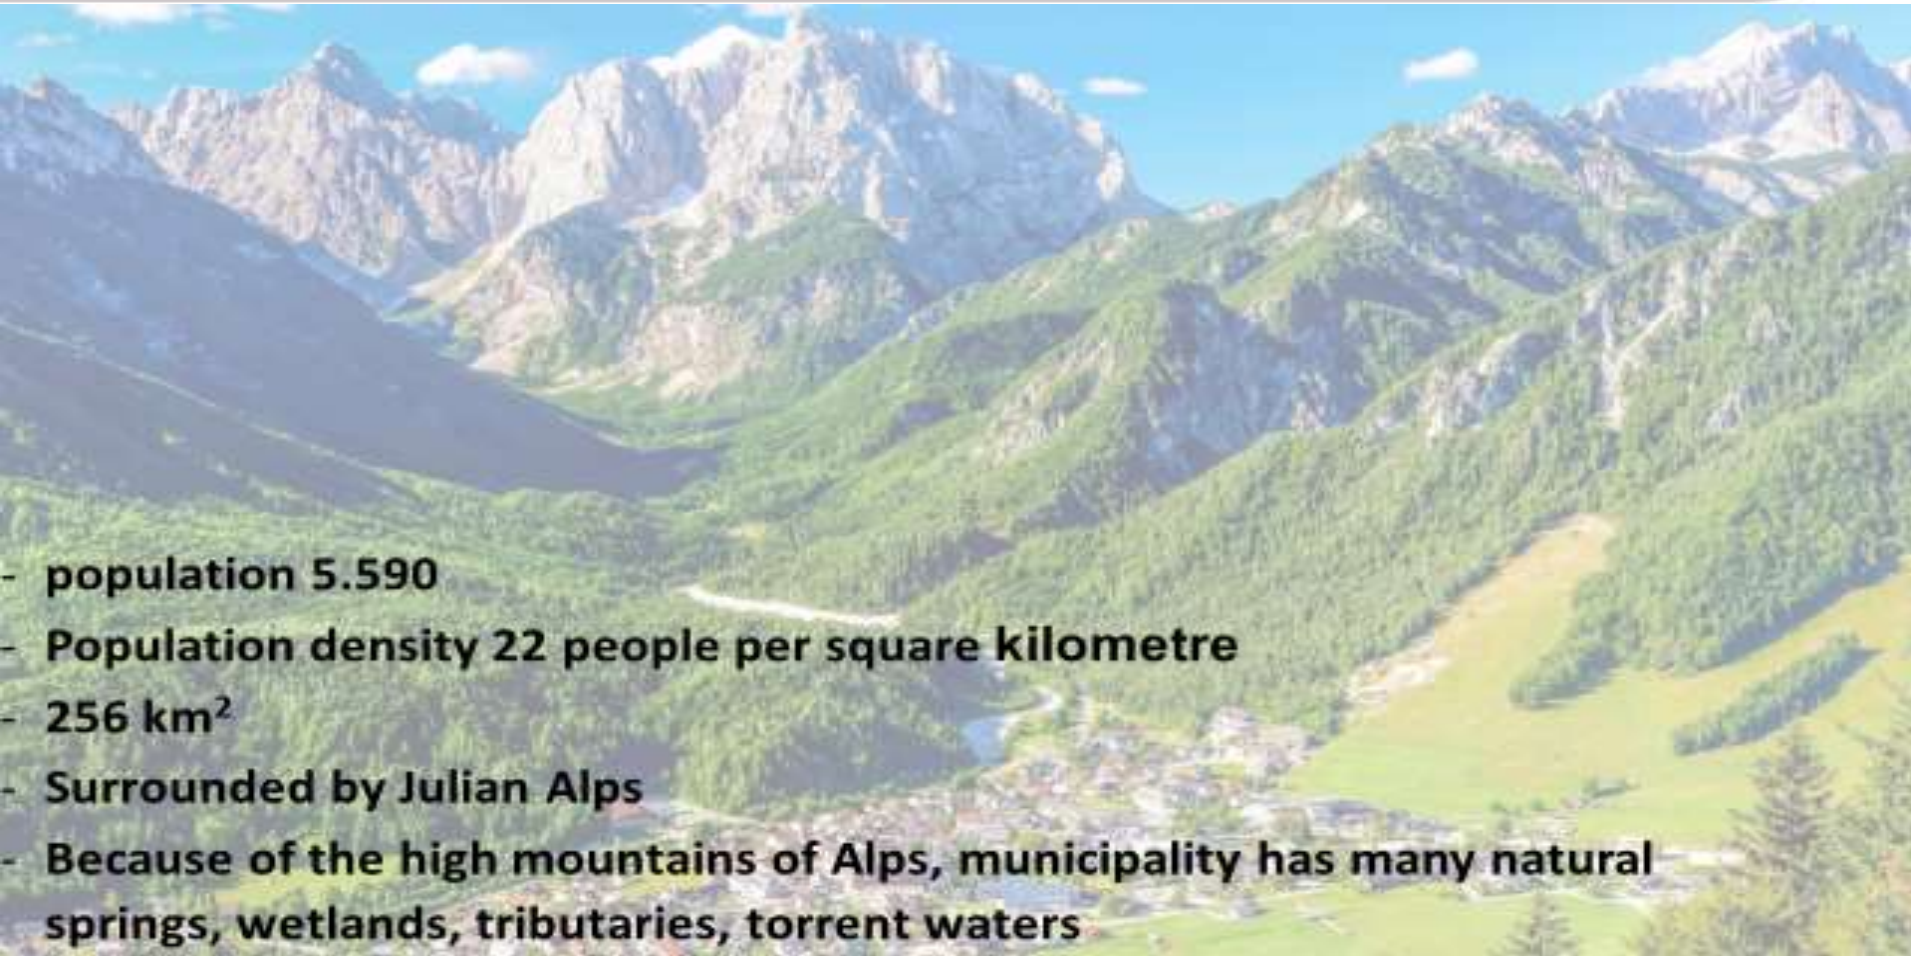 - population 5.590
- Population density 22 people per square kilometre
- 256 km²
- Surrounded by Julian Alps
- Because of the high mountains of Alps, municipality has many natural
springs, wetlands, tributaries, torrent waters